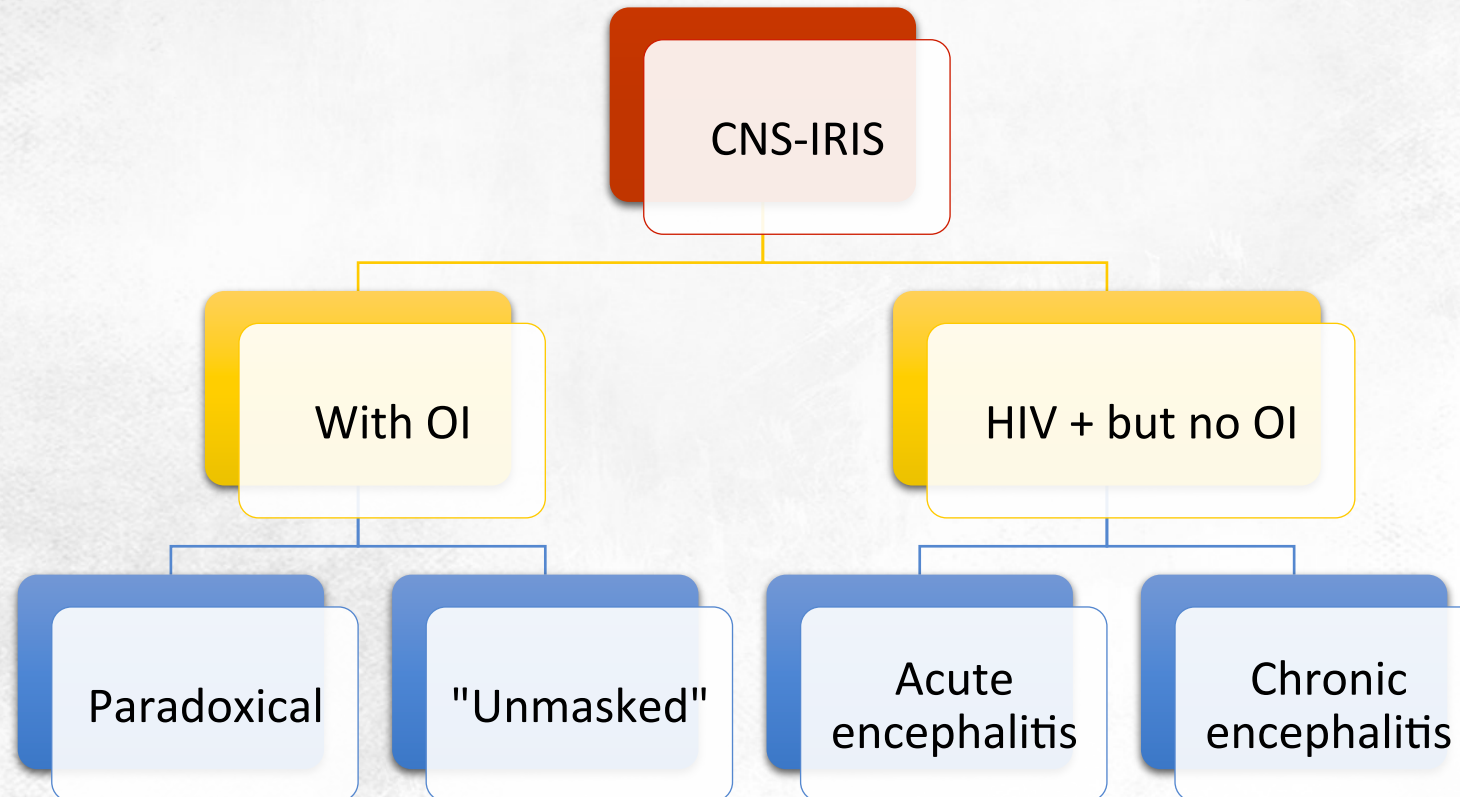 CNS-IRIS
With OI
HIV + but no OI
Paradoxical
"Unmasked"
Acute
encephalitis
Chronic
encephalitis